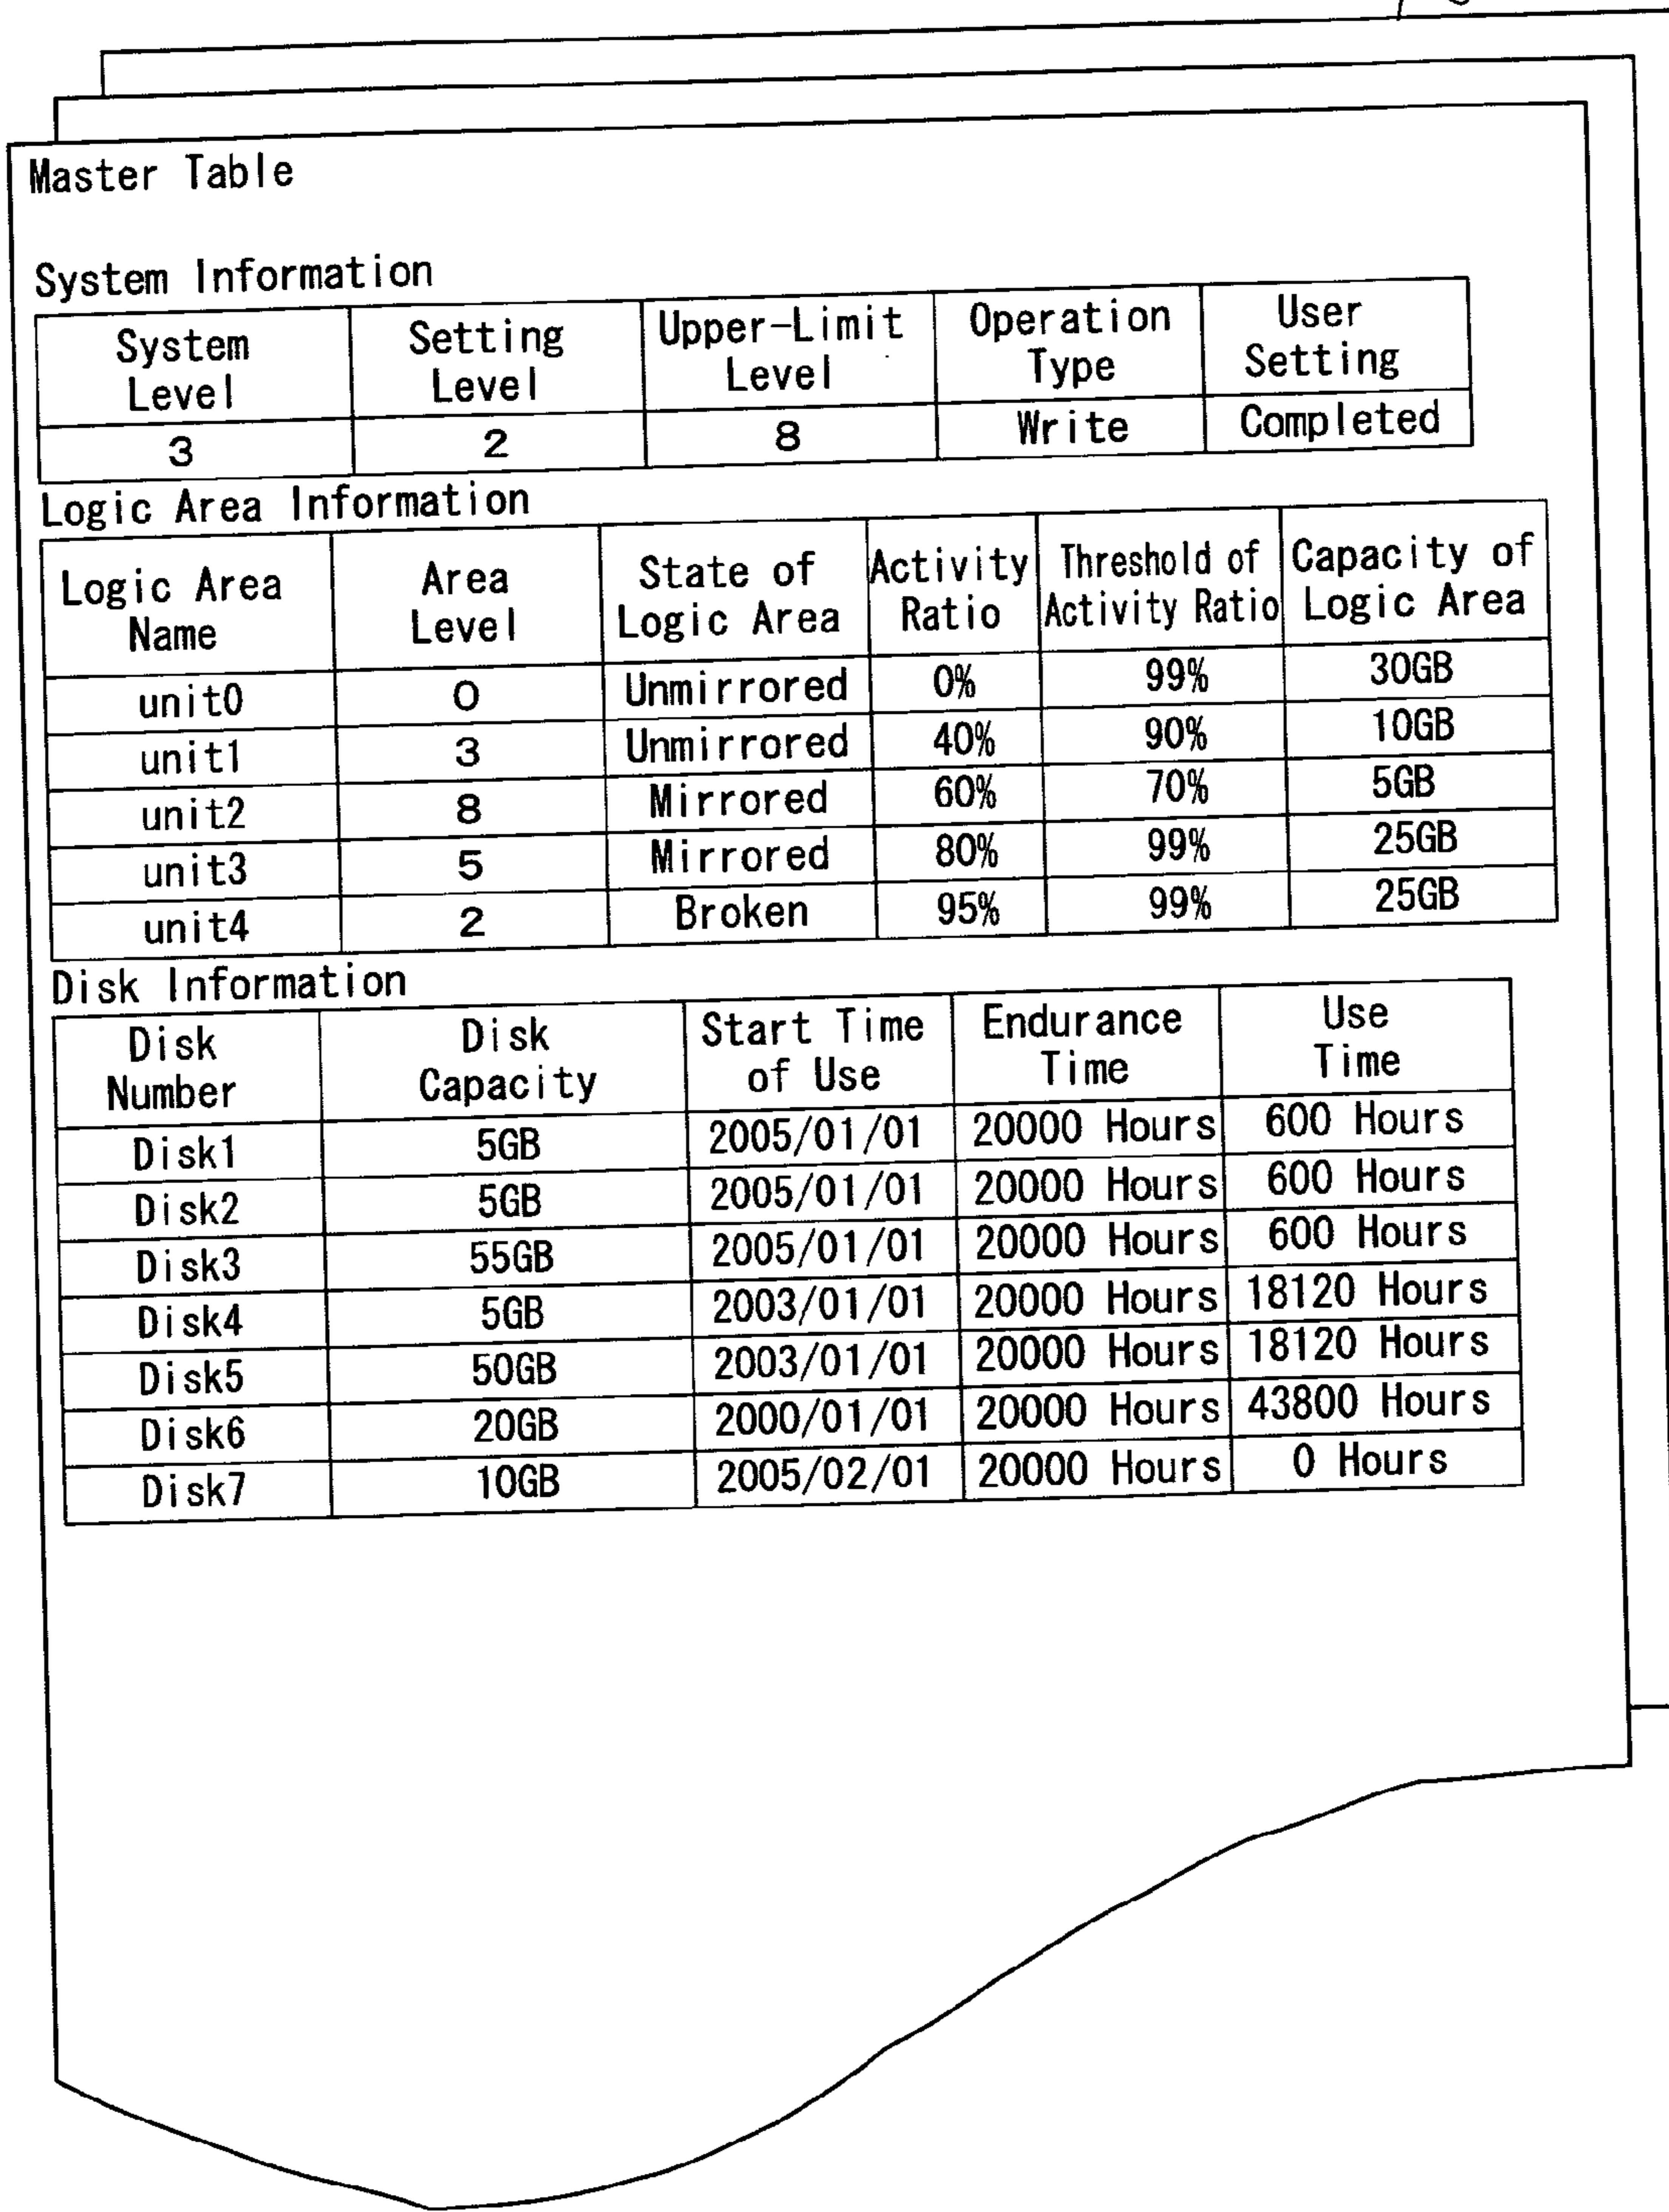 Master Table
System Information
System Level Setting Level Upper-Limit Level Operation Type User Setting
3 2 8 Write Completed
Logic Area Information
Logic Area Name Area Level State of Logic Area Activity Ratio Threshold of Activity Ratio Capacity of Logic Area
unit0 0 Unmirrored 0% 99% 30GB
unit1 3 Unmirrored 40% 90% 10GB
unit2 8 Mirrored 60% 70% 5GB
unit3 5 Mirrored 80% 99% 25GB
unit4 2 Broken 95% 99% 25GB
Disk Information
Disk Number Disk Capacity Start Time of Use Endurance Time Use Time
Disk1 5GB 2005/01/01 20000 Hours 600 Hours
Disk2 5GB 2005/01/01 20000 Hours 600 Hours
Disk3 55GB 2005/01/01 20000 Hours 600 Hours
Disk4 5GB 2003/01/01 20000 Hours 18120 Hours
Disk5 50GB 2003/01/01 20000 Hours 18120 Hours
Disk6 20GB 2000/01/01 20000 Hours 43800 Hours
Disk7 10GB 2005/02/01 20000 Hours 0 Hours